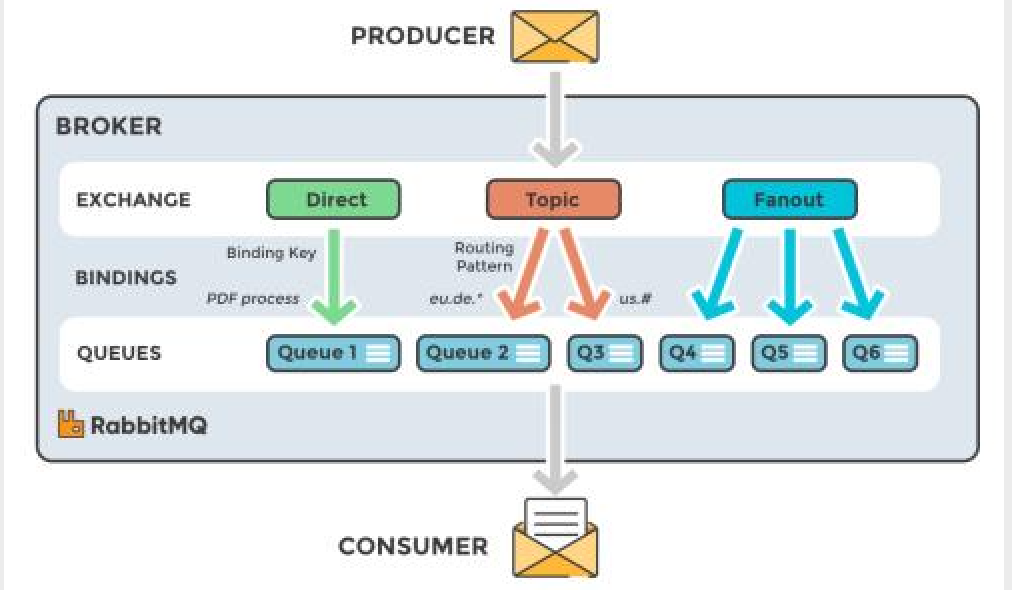 PRODUCER
BROKER
EXCHANGE
Direct
Topic
Fanout
Binding Key
Routing
Pattern
BINDINGS
PDF process
eu.de.*
us.#
QUEUES
Queue 1
Queue 2
Q3
Q4
Q5
Q6
RabbitMQ
CONSUMER